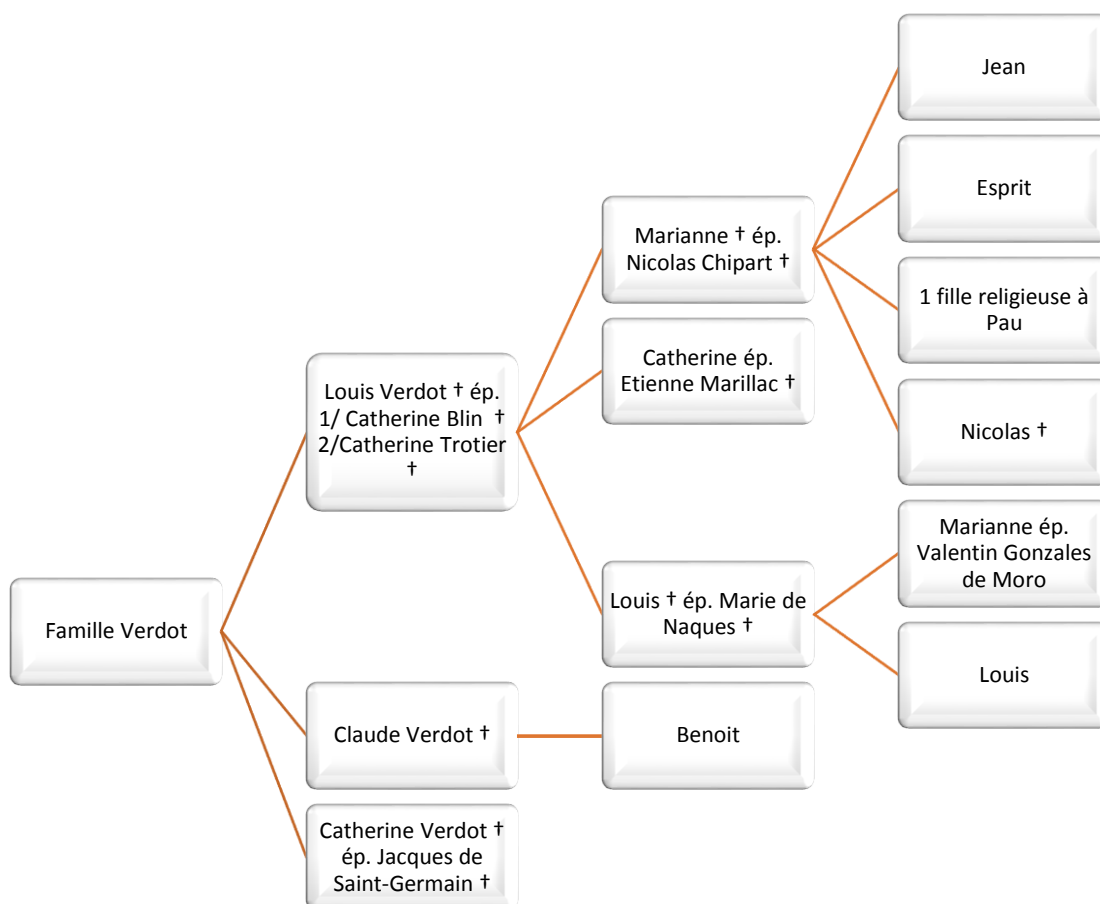 Jean
Esprit
Marianne † ép.
Nicolas Chipart †
1 fille religieuse à
Pau
Catherine ép.
Etienne Marillac †
Louis Verdot † ép.
1/ Catherine Blin †
2/Catherine Trotier
†
Nicolas †
Marianne ép.
Valentin Gonzales
de Moro
Louis † ép. Marie de
Naques †
Famille Verdot
Louis
Claude Verdot †
Benoit
Catherine Verdot †
ép. Jacques de
Saint-Germain †